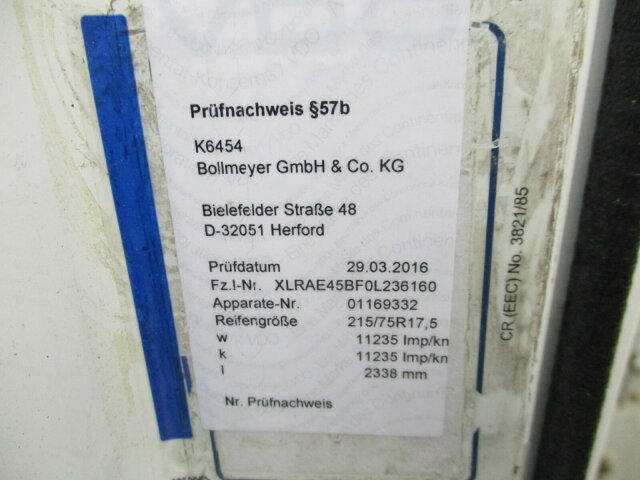 Prüfnachweis §57b
K6454
Bollmeyer GmbH & Co. KG
Bielefelder Straße 48
D-32051 Herford
Prüfdatum 29.03.2016
Fz.I-Nr. XLRAE45BF0L236160
Apparate-Nr. 01169332
Reifengröße 215/75R17,5
w 11235 Imp/kn
k 11235 Imp/kn
l 2338 mm
Nr. Prüfnachweis
CR (EEC) No. 3821/85